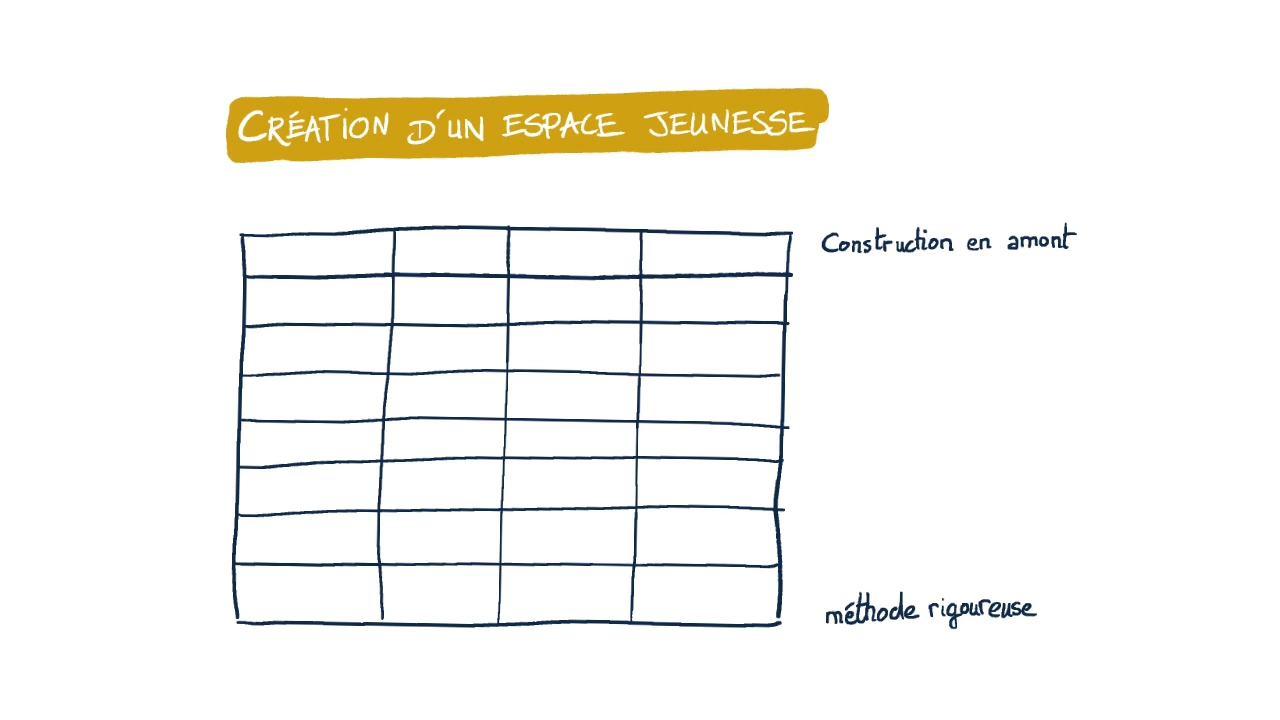 CRÉATION D'UN ESPACE JEUNESSE
Construction en amont
méthode rigoureuse